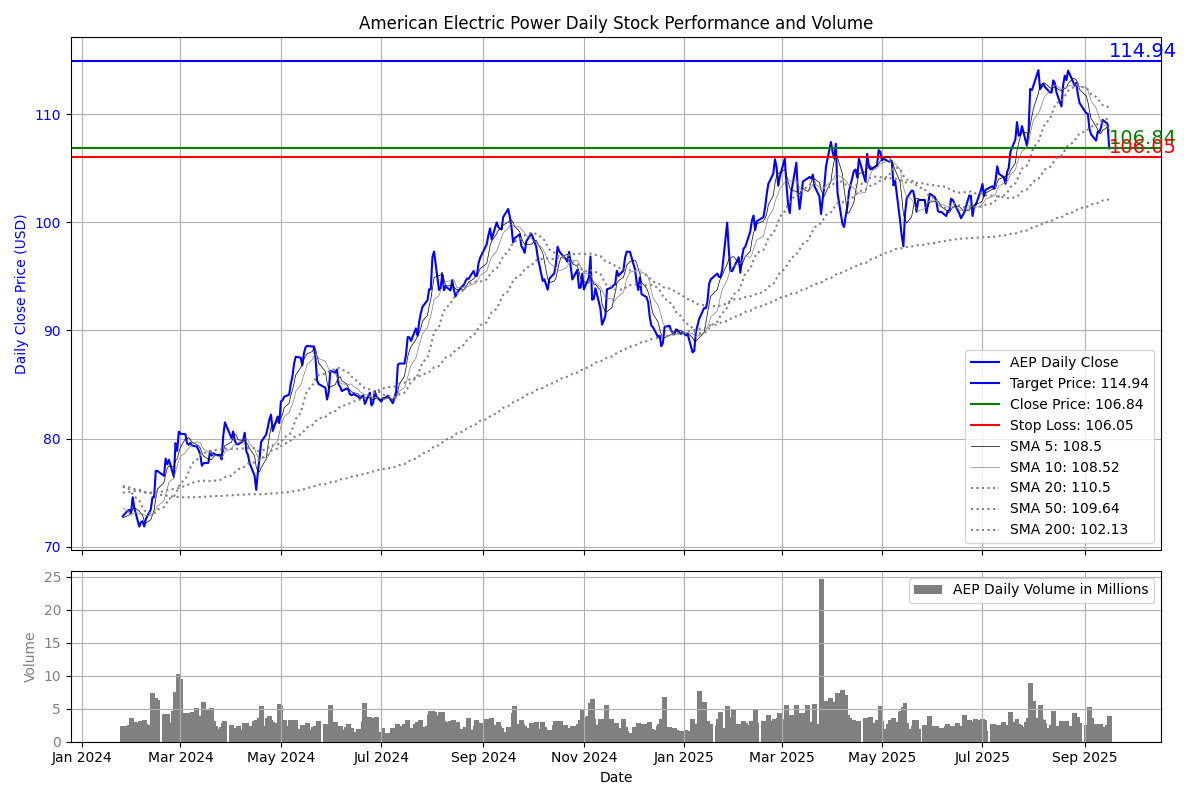 American Electric Power Daily Stock Performance and Volume
114.94
110
106.84
106.05
100
90
80
70
Daily Close Price (USD)
AEP Daily Close
Target Price: 114.94
Close Price: 106.84
Stop Loss: 106.05
SMA 5: 108.5
SMA 10: 108.52
SMA 20: 110.5
SMA 50: 109.64
SMA 200: 102.13
25
20
15
10
5
0
Volume
AEP Daily Volume in Millions
Jan 2024 Mar 2024 May 2024 Jul 2024 Sep 2024 Nov 2024 Jan 2025 Mar 2025 May 2025 Jul 2025 Sep 2025
Date